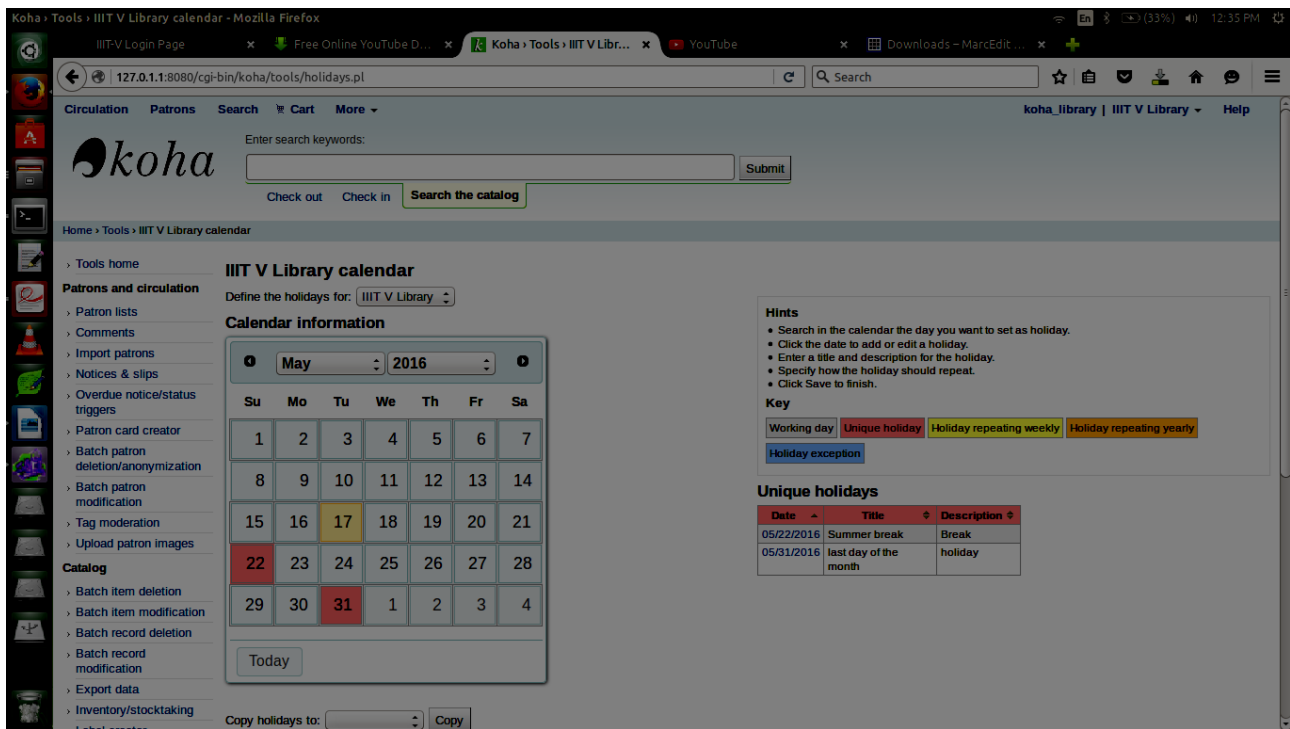 Koha › Tools › IIIT V Library calendar - Mozilla Firefox
En (33%) 12:35 PM
IIIT-V Login Page × Free Online YouTube D... × Koha › Tools › IIIT V Libr... × YouTube × Downloads – MarcEdit ... ×
127.0.1.1:8080/cgi-bin/koha/tools/holidays.pl Search
Circulation Patrons Search Cart More koha_library | IIIT V Library Help
koha
Enter search keywords:
Submit
Check out Check in Search the catalog
Home › Tools › IIIT V Library calendar
› Tools home
Patrons and circulation
› Patron lists
› Comments
› Import patrons
› Notices & slips
› Overdue notice/status
triggers
› Patron card creator
› Batch patron
deletion/anonymization
› Batch patron
modification
› Tag moderation
› Upload patron images
Catalog
› Batch item deletion
› Batch item modification
› Batch record deletion
› Batch record
modification
› Export data
› Inventory/stocktaking
IIIT V Library calendar
Define the holidays for: IIIT V Library
Calendar information
May 2016
Su Mo Tu We Th Fr Sa
1 2 3 4 5 6 7
8 9 10 11 12 13 14
15 16 17 18 19 20 21
22 23 24 25 26 27 28
29 30 31 1 2 3 4
Today
Copy holidays to: Copy
Hints
• Search in the calendar the day you want to set as holiday.
• Click the date to add or edit a holiday.
• Enter a title and description for the holiday.
• Specify how the holiday should repeat.
• Click Save to finish.
Key
Working day Unique holiday Holiday repeating weekly Holiday repeating yearly
Holiday exception
Unique holidays
Date Title Description
05/22/2016 Summer break Break
05/31/2016 last day of the holiday
month